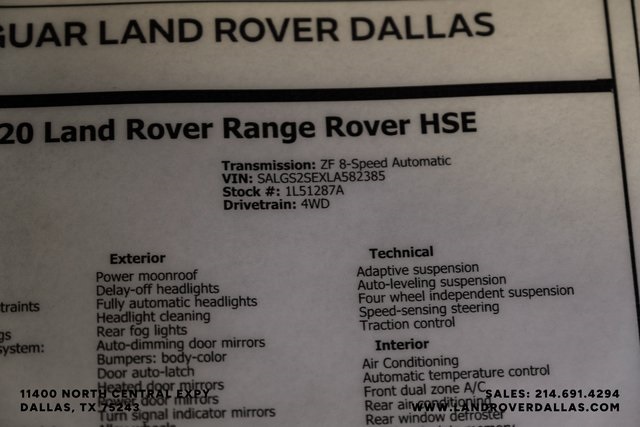 GUAR LAND ROVER DALLAS
20 Land Rover Range Rover HSE
Transmission: ZF 8-Speed Automatic
VIN: SALGS2SEXLA582385
Stock #: 1L51287A
Drivetrain: 4WD
Exterior
Power moonroof
Delay-off headlights
Fully automatic headlights
Headlight cleaning
Rear fog lights
Auto-dimming door mirrors
Bumpers: body-color
Door auto-latch
Heated door mirrors
Power door mirrors
Turn signal indicator mirrors
traints
gs
system:
Technical
Adaptive suspension
Auto-leveling suspension
Four wheel independent suspension
Speed-sensing steering
Traction control
Interior
Air Conditioning
Automatic temperature control
Front dual zone A/C
Rear air conditioning
Rear window defroster
11400 NORTH CENTRAL EXPY
DALLAS, TX 75243
SALES: 214.691.4294
WWW.LANDROVERDALLAS.COM